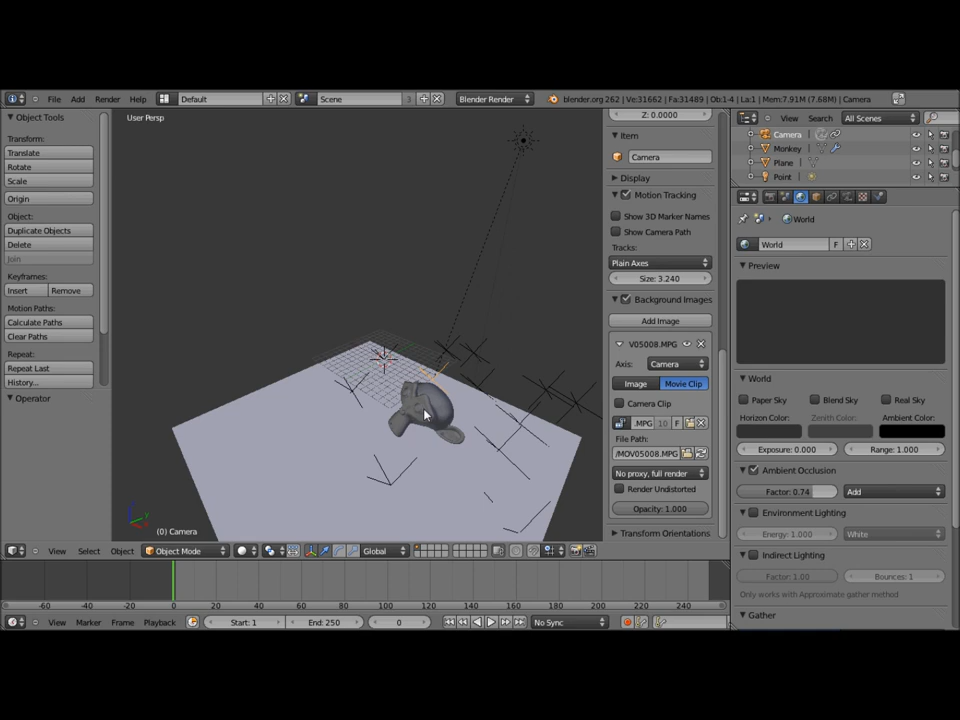 File Add Render Help Default Scene 3 Blender Render blender.org 262 | Ve:31662 | Fa:31489 | Ob:1-4 | La:1 | Mem:7.91M (7.68M) | Camera
Object Tools
Transform:
Translate
Rotate
Scale
Origin
Object:
Duplicate Objects
Delete
Join
Keyframes:
Insert Remove
Motion Paths:
Calculate Paths
Clear Paths
Repeat:
Repeat Last
History...
Operator
User Persp
(0) Camera
Z: 0.0000
Item
Camera
Display
Motion Tracking
Show 3D Marker Names
Show Camera Path
Tracks:
Plain Axes
Size: 3.240
Background Images
Add Image
V05008.MPG
Axis: Camera
Image Movie Clip
Camera Clip
.MPG 10 F
File Path:
/MOV05008.MPG
No proxy, full render
Render Undistorted
Opacity: 1.000
Transform Orientations
View Search All Scenes
Camera
Monkey
Plane
Point
World
World F
Preview
World
Paper Sky Blend Sky Real Sky
Horizon Color: Zenith Color: Ambient Color:
Exposure: 0.000 Range: 1.000
Ambient Occlusion
Factor: 0.74 Add
Environment Lighting
Energy: 1.000 White
Indirect Lighting
Factor: 1.00 Bounces: 1
Only works with Approximate gather method
Gather
View Select Object Object Mode Global
-60 -40 -20 0 20 40 60 80 100 120 140 160 180 200 220 240
View Marker Frame Playback Start: 1 End: 250 0 No Sync